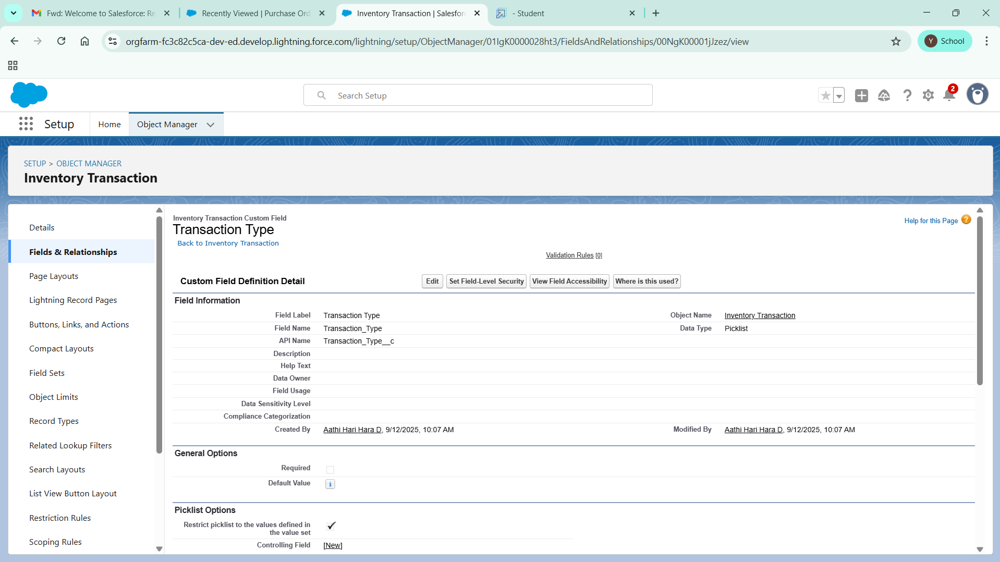 Fwd: Welcome to Salesforce: Re
Recently Viewed | Purchase Ord
Inventory Transaction | Salesfor
- Student
orgfarm-fc3c82c5ca-dev-ed.develop.lightning.force.com/lightning/setup/ObjectManager/01IgK0000028ht3/FieldsAndRelationships/00NgK00001jJzez/view
Y School
Search Setup
2
Setup
Home
Object Manager
SETUP > OBJECT MANAGER
Inventory Transaction
Details
Fields & Relationships
Page Layouts
Lightning Record Pages
Buttons, Links, and Actions
Compact Layouts
Field Sets
Object Limits
Record Types
Related Lookup Filters
Search Layouts
List View Button Layout
Restriction Rules
Scoping Rules
Inventory Transaction Custom Field
Transaction Type
Back to Inventory Transaction
Help for this Page ?
Validation Rules [0]
Custom Field Definition Detail
Edit
Set Field-Level Security
View Field Accessibility
Where is this used?
Field Information
Field Label Transaction Type
Object Name Inventory Transaction
Field Name Transaction_Type
Data Type Picklist
API Name Transaction_Type__c
Description
Help Text
Data Owner
Field Usage
Data Sensitivity Level
Compliance Categorization
Created By Aathi Hari Hara D, 9/12/2025, 10:07 AM
Modified By Aathi Hari Hara D, 9/12/2025, 10:07 AM
General Options
Required
Default Value i
Picklist Options
Restrict picklist to the values defined in
the value set
Controlling Field [New]